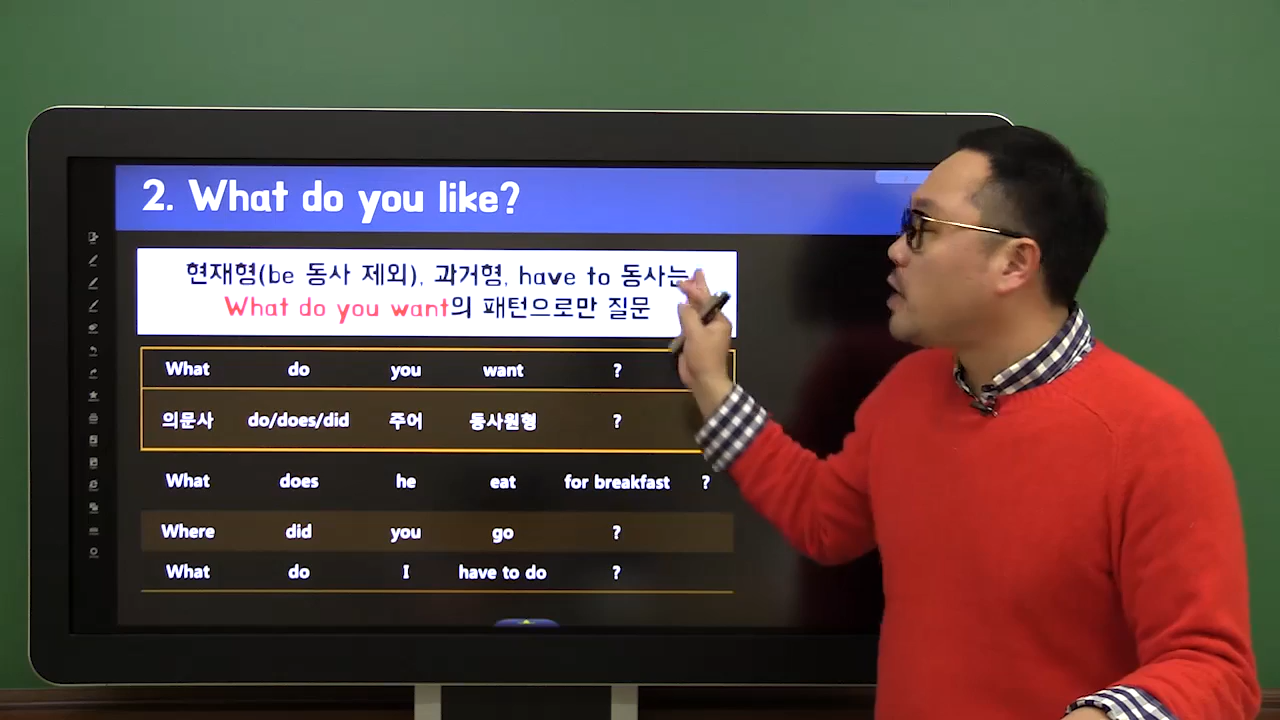 2. What do you like?
현재형(be 동사 제외), 과거형, have to 동사는
What do you want의 패턴으로만 질문
What do you want ?
의문사 do/does/did 주어 동사원형 ?
What does he eat for breakfast ?
Where did you go ?
What do I have to do ?